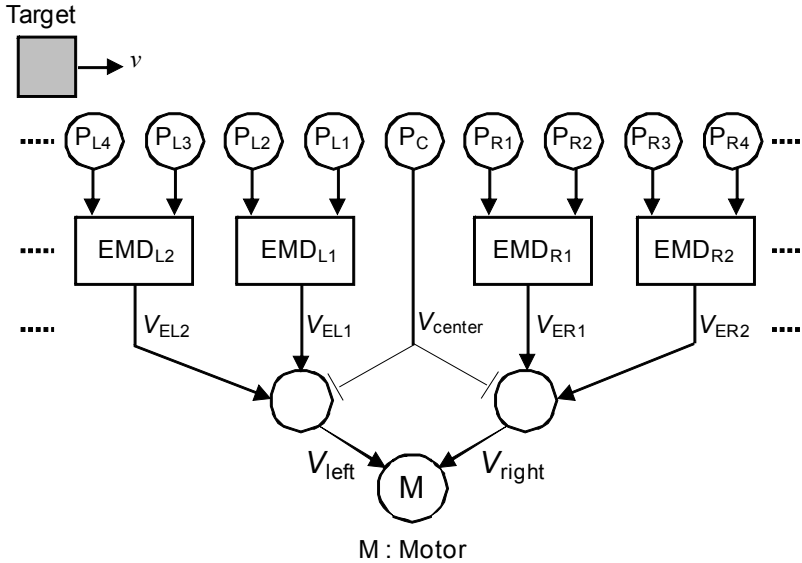 Target
v
P_L4 P_L3 P_L2 P_L1 P_C P_R1 P_R2 P_R3 P_R4
EMD_L2 EMD_L1 EMD_R1 EMD_R2
V_EL2 V_EL1 V_center V_ER1 V_ER2
V_left M V_right
M : Motor